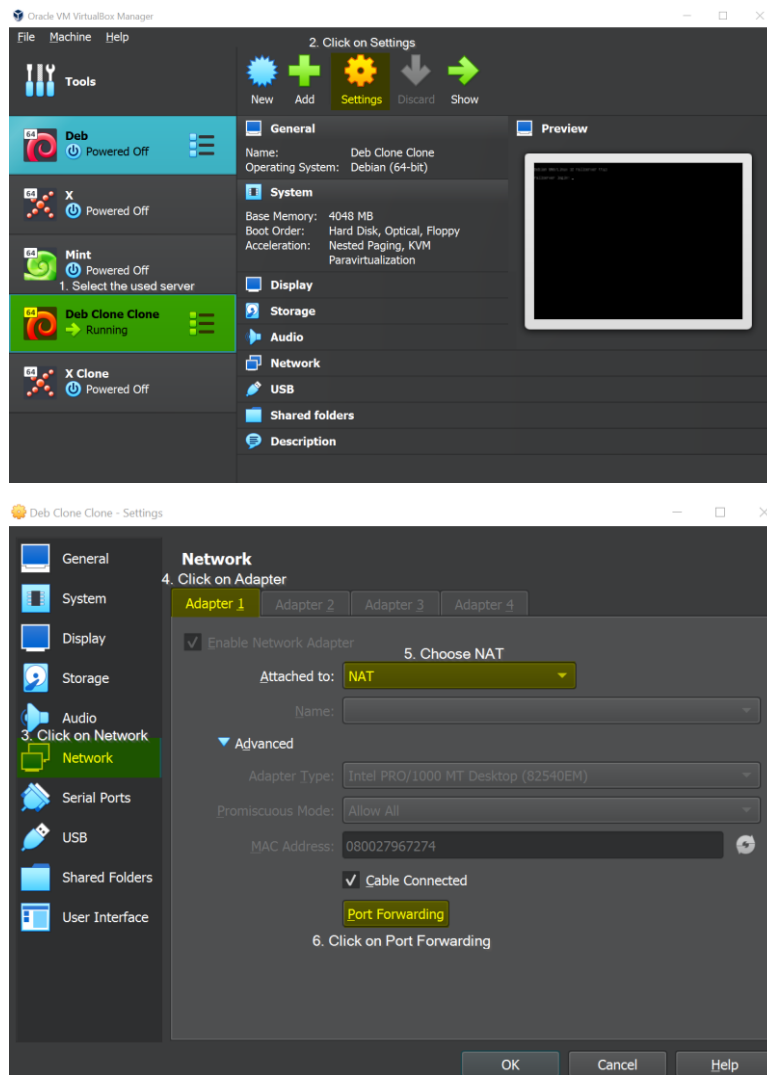 Oracle VM VirtualBox Manager
File Machine Help
2. Click on Settings
Tools
New Add Settings Discard Show
64
Deb
Powered Off
64
X
Powered Off
64
Mint
Powered Off
1. Select the used server
64
Deb Clone Clone
Running
64
X Clone
Powered Off
General
Name: Deb Clone Clone
Operating System: Debian (64-bit)
System
Base Memory: 4048 MB
Boot Order: Hard Disk, Optical, Floppy
Acceleration: Nested Paging, KVM
Paravirtualization
Display
Storage
Audio
Network
USB
Shared folders
Description
Preview
Deb Clone Clone - Settings
General
System
Display
Storage
Audio
3. Click on Network
Network
Serial Ports
USB
Shared Folders
User Interface
Network
4. Click on Adapter
Adapter 1 Adapter 2 Adapter 3 Adapter 4
Enable Network Adapter
5. Choose NAT
Attached to: NAT
Name:
Advanced
Adapter Type: Intel PRO/1000 MT Desktop (82540EM)
Promiscuous Mode: Allow All
MAC Address: 080027967274
Cable Connected
Port Forwarding
6. Click on Port Forwarding
OK Cancel Help